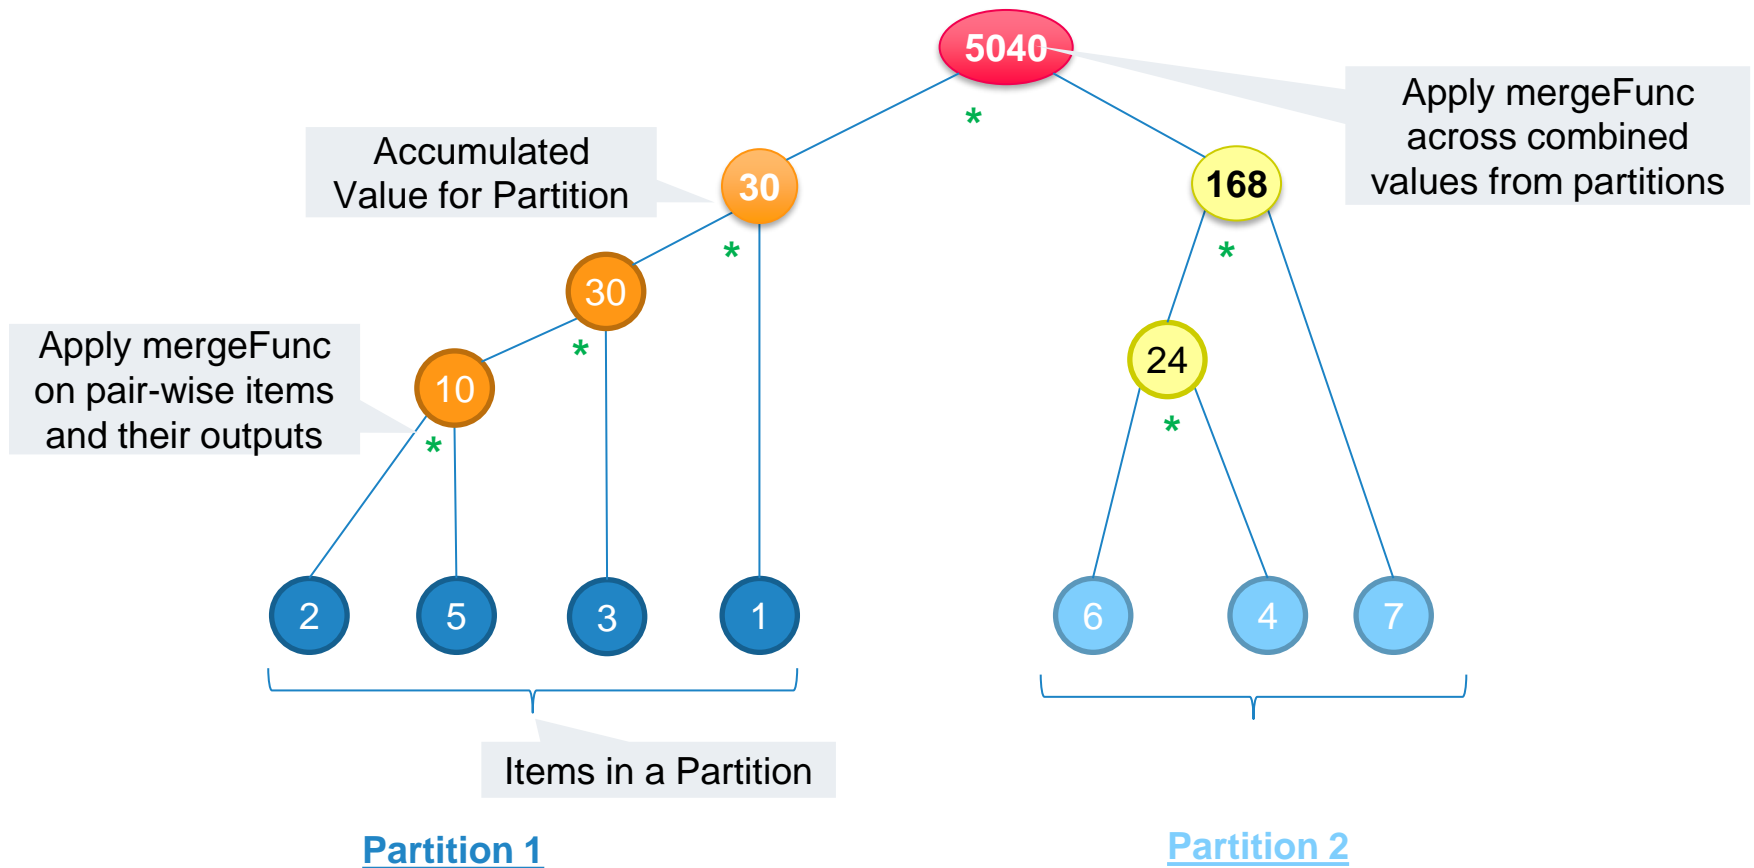 5040
Apply mergeFunc
across combined
values from partitions
*
Accumulated
Value for Partition
30
168
*
*
30
Apply mergeFunc
on pair-wise items
and their outputs
*
24
10
*
*
2
5
3
1
6
4
7
Items in a Partition
Partition 1
Partition 2